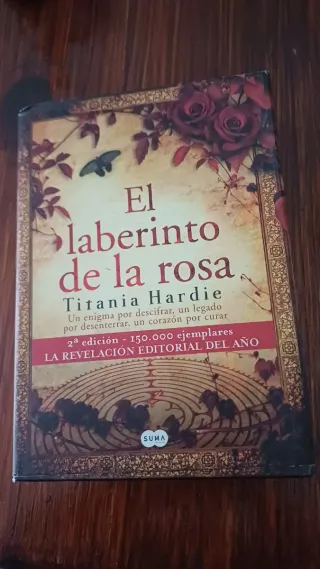 El
laberinto
de la rosa
Titania Hardie
Un enigma por descifrar, un legado
por desenterrar, un corazón por curar
2ª edición - 150.000 ejemplares
LA REVELACIÓN EDITORIAL DEL AÑO
SUMA